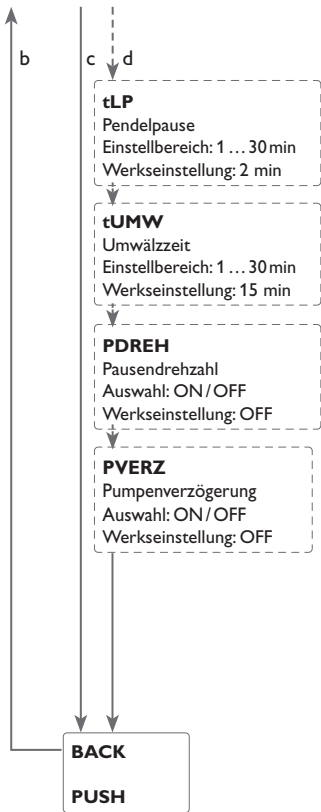 b c d
tLP
Pendelpause
Einstellbereich: 1 … 30 min
Werkseinstellung: 2 min
tUMW
Umwälzzeit
Einstellbereich: 1 … 30 min
Werkseinstellung: 15 min
PDREH
Pausendrehzahl
Auswahl: ON / OFF
Werkseinstellung: OFF
PVERZ
Pumpenverzögerung
Auswahl: ON / OFF
Werkseinstellung: OFF
BACK
PUSH